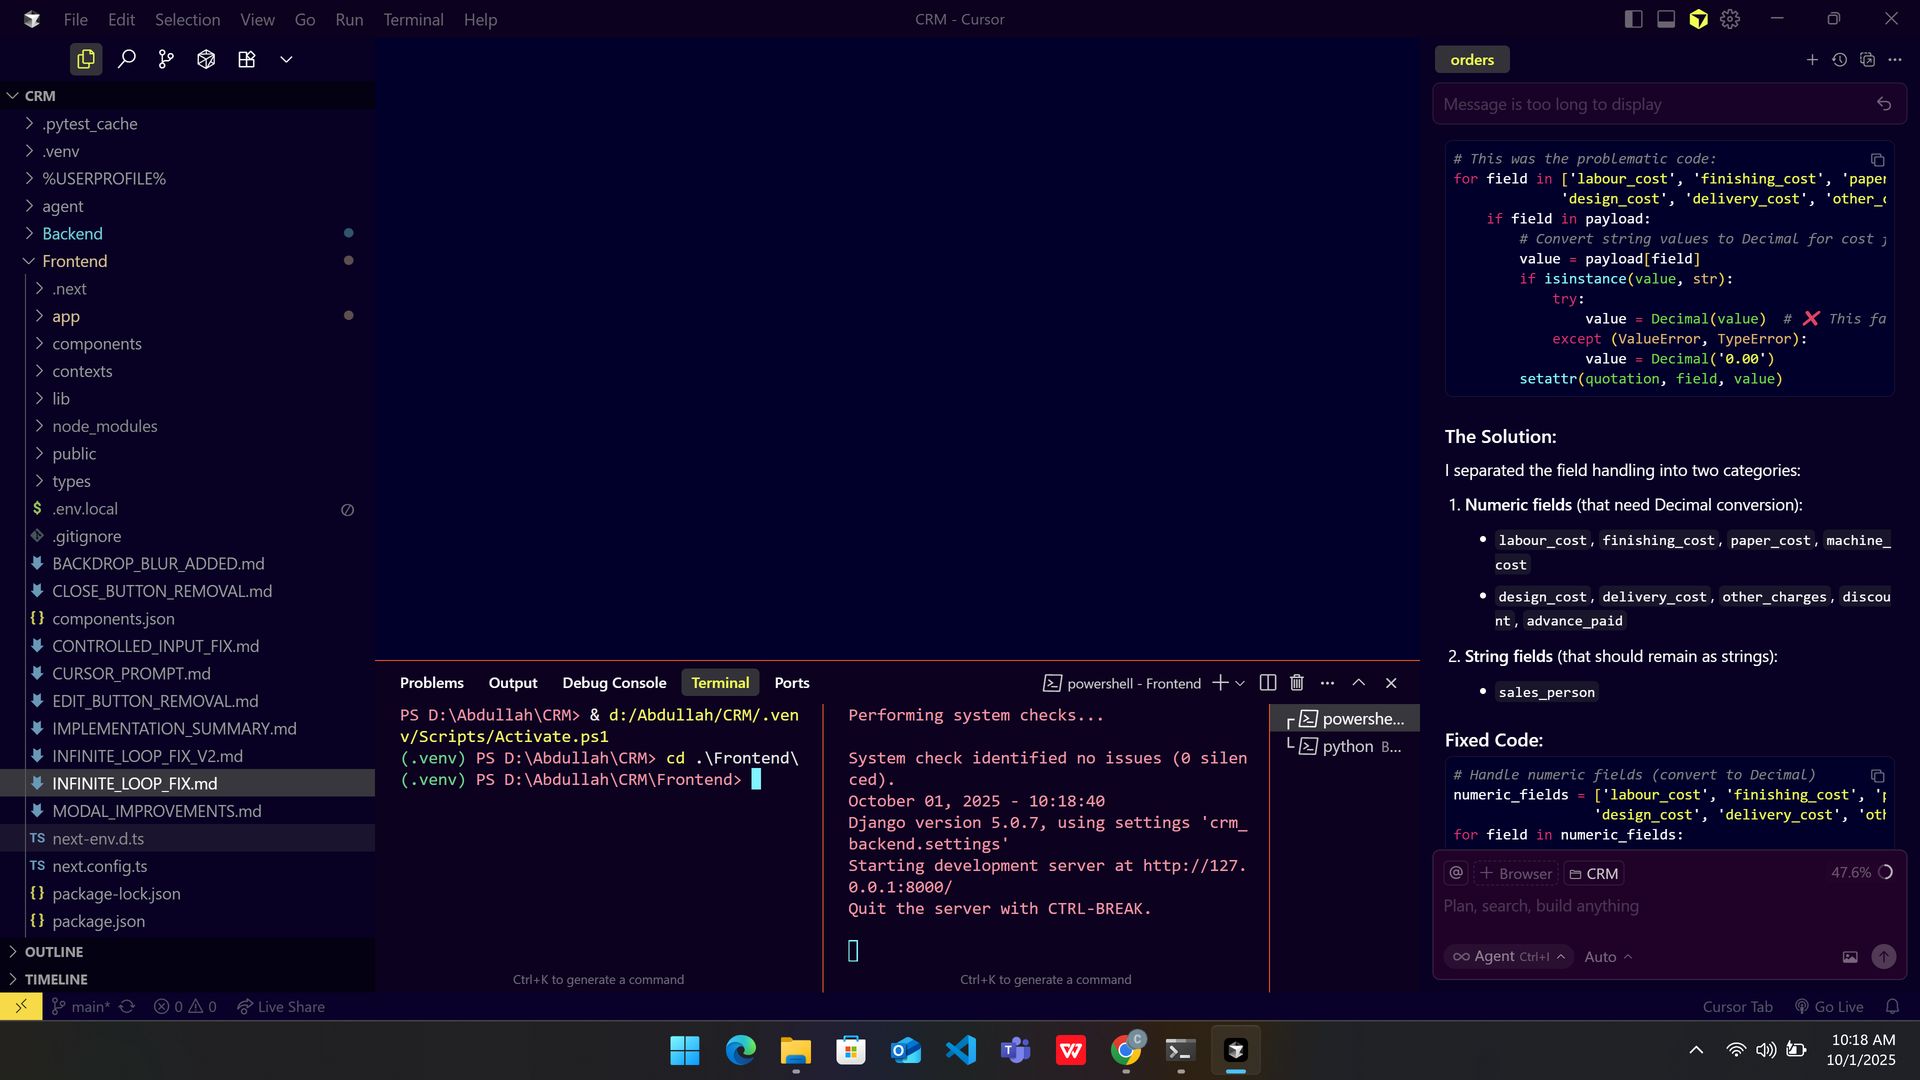 File Edit Selection View Go Run Terminal Help
CRM - Cursor
CRM
.pytest_cache
.venv
%USERPROFILE%
agent
Backend
Frontend
.next
app
components
contexts
lib
node_modules
public
types
$ .env.local
.gitignore
BACKDROP_BLUR_ADDED.md
CLOSE_BUTTON_REMOVAL.md
{} components.json
CONTROLLED_INPUT_FIX.md
CURSOR_PROMPT.md
EDIT_BUTTON_REMOVAL.md
IMPLEMENTATION_SUMMARY.md
INFINITE_LOOP_FIX_V2.md
INFINITE_LOOP_FIX.md
MODAL_IMPROVEMENTS.md
TS next-env.d.ts
TS next.config.ts
{} package-lock.json
{} package.json
OUTLINE
TIMELINE
Problems Output Debug Console Terminal Ports
powershell - Frontend
PS D:\Abdullah\CRM> & d:/Abdullah/CRM/.ven
v/Scripts/Activate.ps1
(.venv) PS D:\Abdullah\CRM> cd .\Frontend\
(.venv) PS D:\Abdullah\CRM\Frontend>
Ctrl+K to generate a command
Performing system checks...
System check identified no issues (0 silen
ced).
October 01, 2025 - 10:18:40
Django version 5.0.7, using settings 'crm_
backend.settings'
Starting development server at http://127.
0.0.1:8000/
Quit the server with CTRL-BREAK.
Ctrl+K to generate a command
powershe...
python B...
orders
Message is too long to display
# This was the problematic code:
for field in ['labour_cost', 'finishing_cost', 'paper
'design_cost', 'delivery_cost', 'other_c
if field in payload:
# Convert string values to Decimal for cost f
value = payload[field]
if isinstance(value, str):
try:
value = Decimal(value) # ❌ This fa
except (ValueError, TypeError):
value = Decimal('0.00')
setattr(quotation, field, value)
The Solution:
I separated the field handling into two categories:
1. Numeric fields (that need Decimal conversion):
• labour_cost, finishing_cost, paper_cost, machine_
cost
• design_cost, delivery_cost, other_charges, discou
nt, advance_paid
2. String fields (that should remain as strings):
• sales_person
Fixed Code:
# Handle numeric fields (convert to Decimal)
numeric_fields = ['labour_cost', 'finishing_cost', 'p
'design_cost', 'delivery_cost', 'oth
for field in numeric_fields:
@ + Browser CRM 47.6%
Plan, search, build anything
∞ Agent Ctrl+I Auto
main* 0 0 Live Share
Cursor Tab Go Live
10:18 AM
10/1/2025